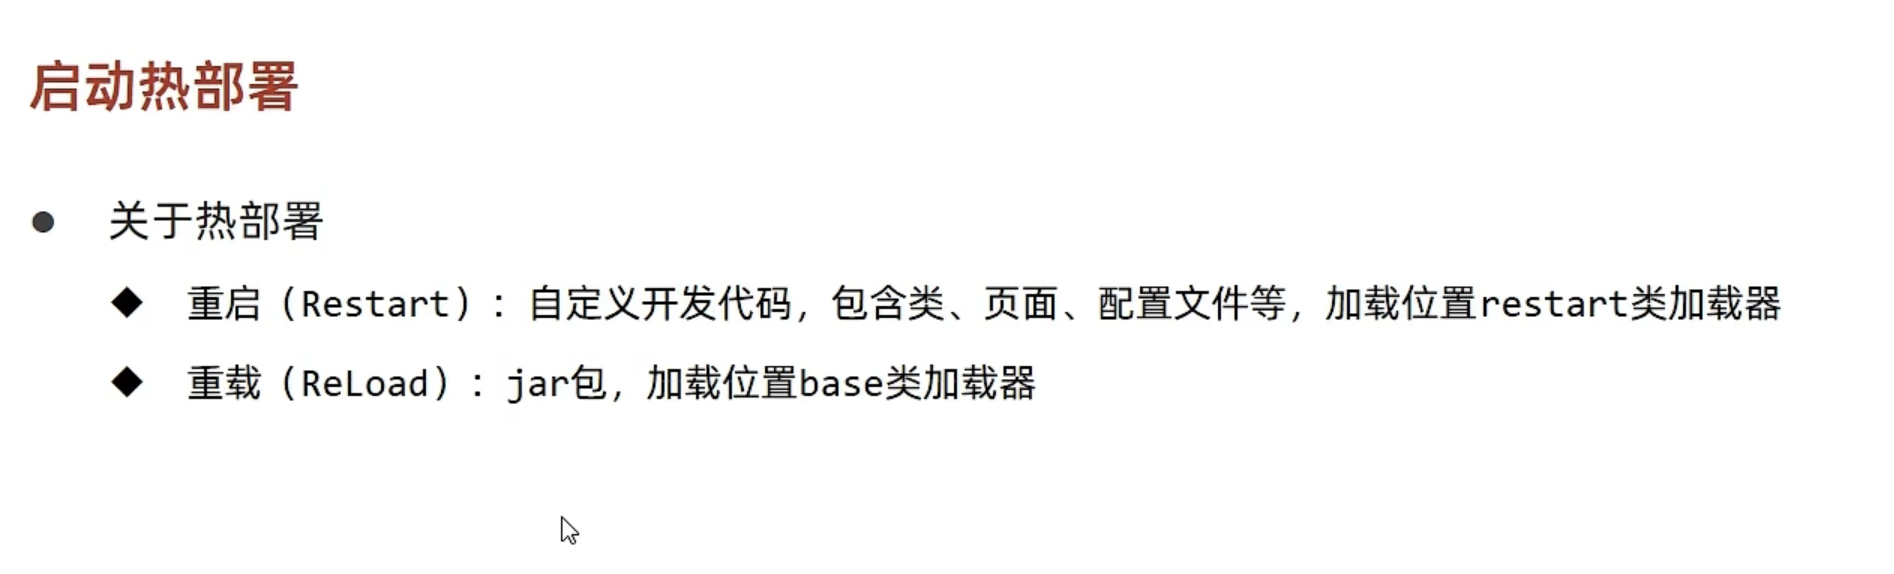 启动热部署
关于热部署
重启（Restart）：自定义开发代码，包含类、页面、配置文件等，加载位置restart类加载器
重载（ReLoad）：jar包，加载位置base类加载器